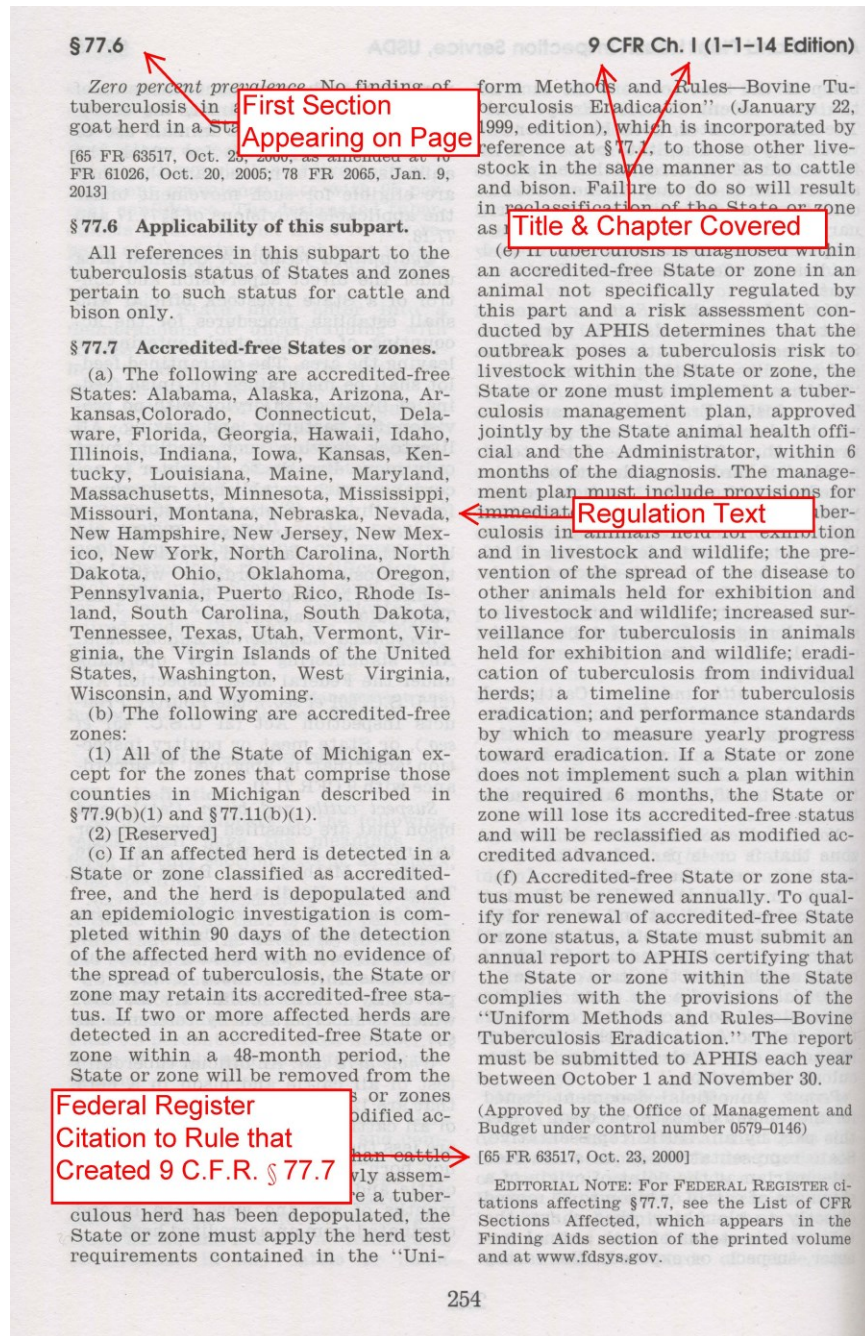 § 77.6
9 CFR Ch. I (1–1–14 Edition)
Zero percent prevalence. No finding of
tuberculosis in a
goat herd in a Sta
First Section
Appearing on Page
[65 FR 63517, Oct. 23, 2000, as amended at 70
FR 61026, Oct. 20, 2005; 78 FR 2065, Jan. 9,
2013]
§ 77.6 Applicability of this subpart.
All references in this subpart to the
tuberculosis status of States and zones
pertain to such status for cattle and
bison only.
§ 77.7 Accredited-free States or zones.
(a) The following are accredited-free
States: Alabama, Alaska, Arizona, Ar-
kansas,Colorado, Connecticut, Dela-
ware, Florida, Georgia, Hawaii, Idaho,
Illinois, Indiana, Iowa, Kansas, Ken-
tucky, Louisiana, Maine, Maryland,
Massachusetts, Minnesota, Mississippi,
Missouri, Montana, Nebraska, Nevada,
New Hampshire, New Jersey, New Mex-
ico, New York, North Carolina, North
Dakota, Ohio, Oklahoma, Oregon,
Pennsylvania, Puerto Rico, Rhode Is-
land, South Carolina, South Dakota,
Tennessee, Texas, Utah, Vermont, Vir-
ginia, the Virgin Islands of the United
States, Washington, West Virginia,
Wisconsin, and Wyoming.
(b) The following are accredited-free
zones:
(1) All of the State of Michigan ex-
cept for the zones that comprise those
counties in Michigan described in
§ 77.9(b)(1) and § 77.11(b)(1).
(2) [Reserved]
(c) If an affected herd is detected in a
State or zone classified as accredited-
free, and the herd is depopulated and
an epidemiologic investigation is com-
pleted within 90 days of the detection
of the affected herd with no evidence of
the spread of tuberculosis, the State or
zone may retain its accredited-free sta-
tus. If two or more affected herds are
detected in an accredited-free State or
zone within a 48-month period, the
State or zone will be removed from the
or zones
odified ac-
than cattle
wly assem-
e a tuber-
Federal Register
Citation to Rule that
Created 9 C.F.R. § 77.7
culous herd has been depopulated, the
State or zone must apply the herd test
requirements contained in the “Uni-
form Methods and Rules—Bovine Tu-
berculosis Eradication” (January 22,
1999, edition), which is incorporated by
reference at § 77.1, to those other live-
stock in the same manner as to cattle
and bison. Failure to do so will result
in reclassification of the State or zone
as
Title & Chapter Covered
(e) If tuberculosis is diagnosed within
an accredited-free State or zone in an
animal not specifically regulated by
this part and a risk assessment con-
ducted by APHIS determines that the
outbreak poses a tuberculosis risk to
livestock within the State or zone, the
State or zone must implement a tuber-
culosis management plan, approved
jointly by the State animal health offi-
cial and the Administrator, within 6
months of the diagnosis. The manage-
ment plan must include provisions for
immediat uber-
Regulation Text
culosis in animals held for exhibition
and in livestock and wildlife; the pre-
vention of the spread of the disease to
other animals held for exhibition and
to livestock and wildlife; increased sur-
veillance for tuberculosis in animals
held for exhibition and wildlife; eradi-
cation of tuberculosis from individual
herds; a timeline for tuberculosis
eradication; and performance standards
by which to measure yearly progress
toward eradication. If a State or zone
does not implement such a plan within
the required 6 months, the State or
zone will lose its accredited-free status
and will be reclassified as modified ac-
credited advanced.
(f) Accredited-free State or zone sta-
tus must be renewed annually. To qual-
ify for renewal of accredited-free State
or zone status, a State must submit an
annual report to APHIS certifying that
the State or zone within the State
complies with the provisions of the
“Uniform Methods and Rules—Bovine
Tuberculosis Eradication.” The report
must be submitted to APHIS each year
between October 1 and November 30.
(Approved by the Office of Management and
Budget under control number 0579–0146)
[65 FR 63517, Oct. 23, 2000]
EDITORIAL NOTE: For FEDERAL REGISTER ci-
tations affecting § 77.7, see the List of CFR
Sections Affected, which appears in the
Finding Aids section of the printed volume
and at www.fdsys.gov.
254